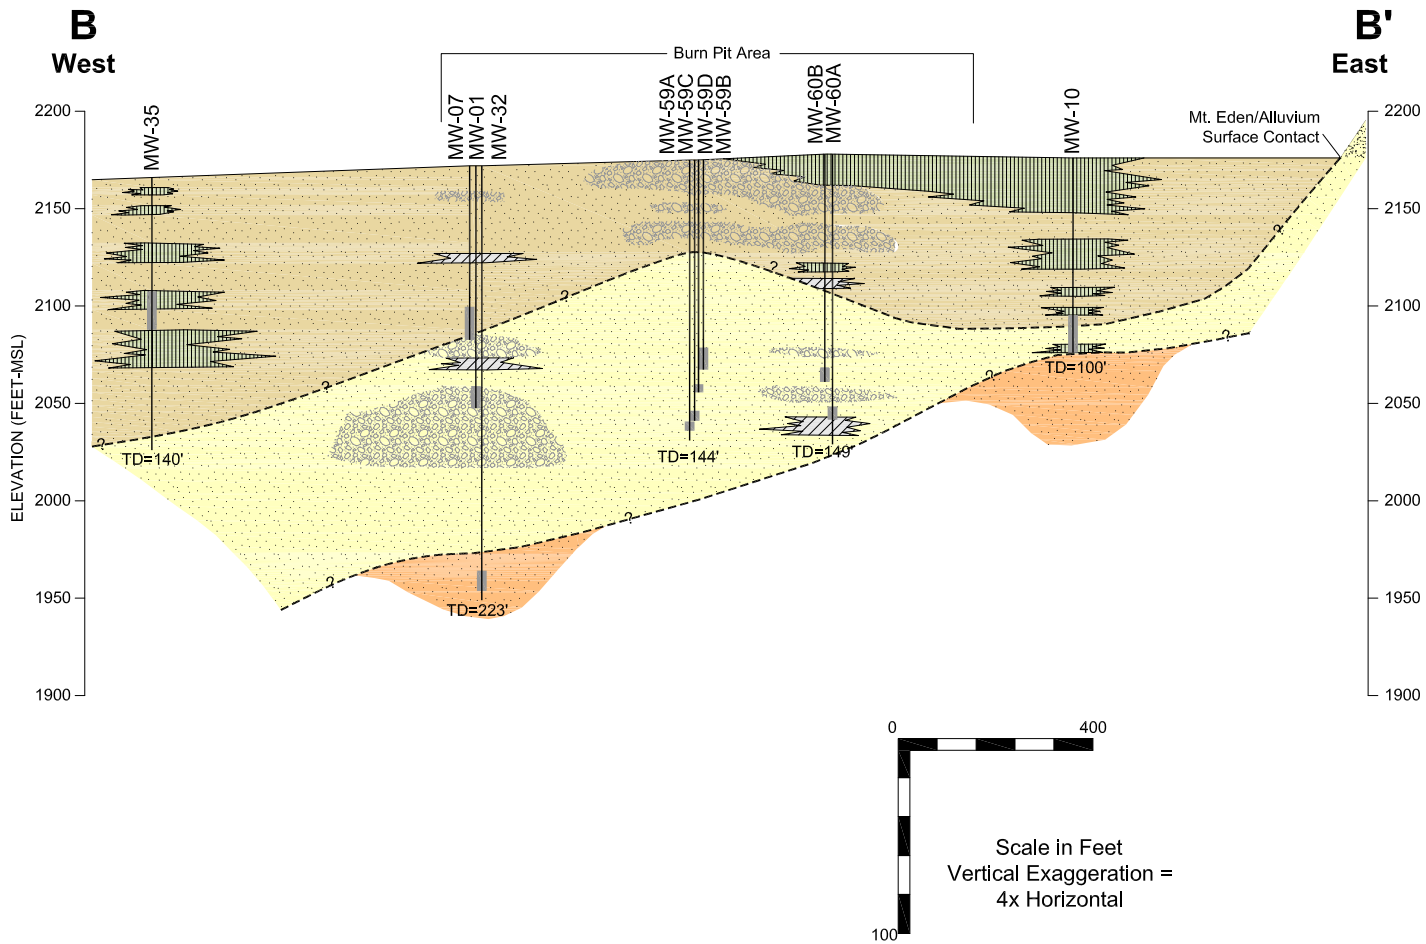 B
West
B'
East
Burn Pit Area
MW-35
MW-07
MW-01
MW-32
MW-59A
MW-59C
MW-59D
MW-59B
MW-60B
MW-60A
MW-10
Mt. Eden/Alluvium
Surface Contact
ELEVATION (FEET-MSL)
2200
2150
2100
2050
2000
1950
1900
2200
2150
2100
2050
2000
1950
1900
?
?
?
?
?
?
?
?
?
TD=140'
TD=223'
TD=144'
TD=149'
TD=100'
0
400
100
Scale in Feet
Vertical Exaggeration =
4x Horizontal